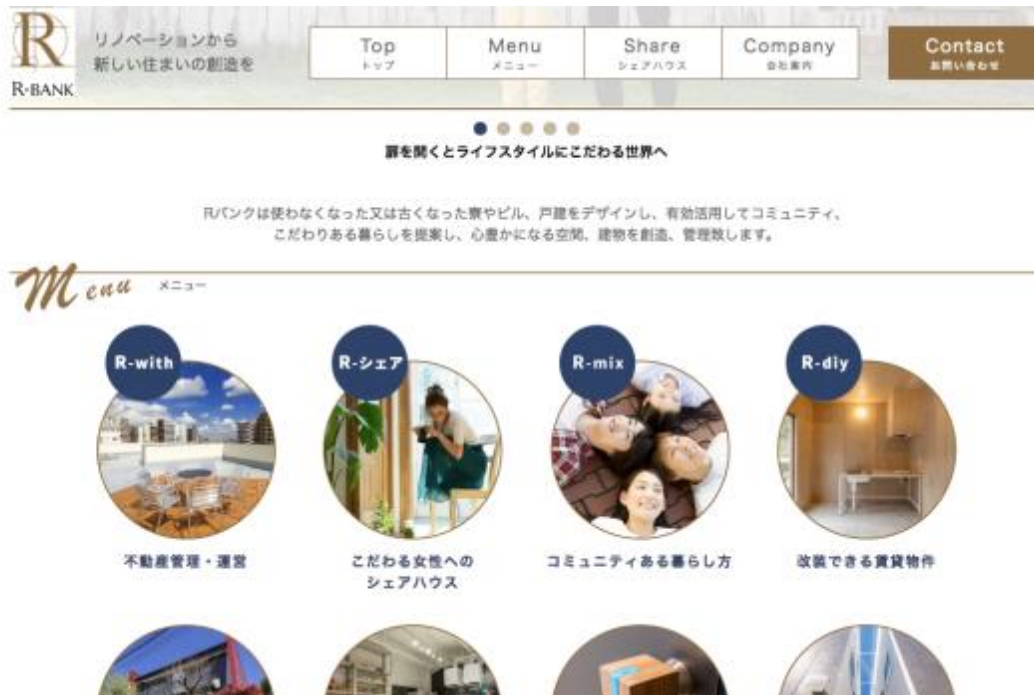 R
R-BANK
リノベーションから
新しい住まいの創造を
Top
トップ
Menu
メニュー
Share
シェアハウス
Company
会社案内
Contact
お問い合わせ
扉を開くとライフスタイルにこだわる世界へ
Rバンクは使わなくなった又は古くなった寮やビル、戸建をデザインし、有効活用してコミュニティ、
こだわりある暮らしを提案し、心豊かになる空間、建物を創造、管理致します。
Menu
メニュー
R-with
R-シェア
R-mix
R-diy
不動産管理・運営
こだわる女性への
シェアハウス
コミュニティある暮らし方
改装できる賃貸物件